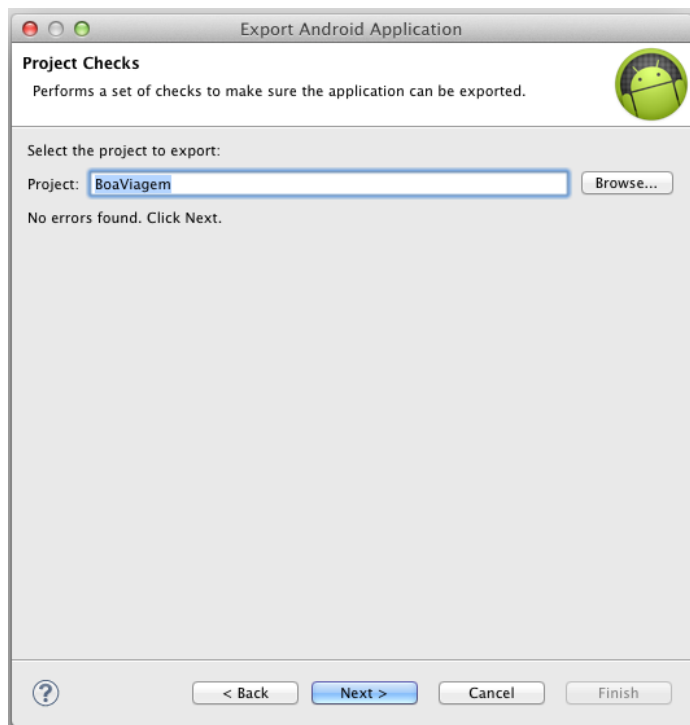 Export Android Application
Project Checks
Performs a set of checks to make sure the application can be exported.
Select the project to export:
Project: BoaViagem Browse...
No errors found. Click Next.
? < Back Next > Cancel Finish